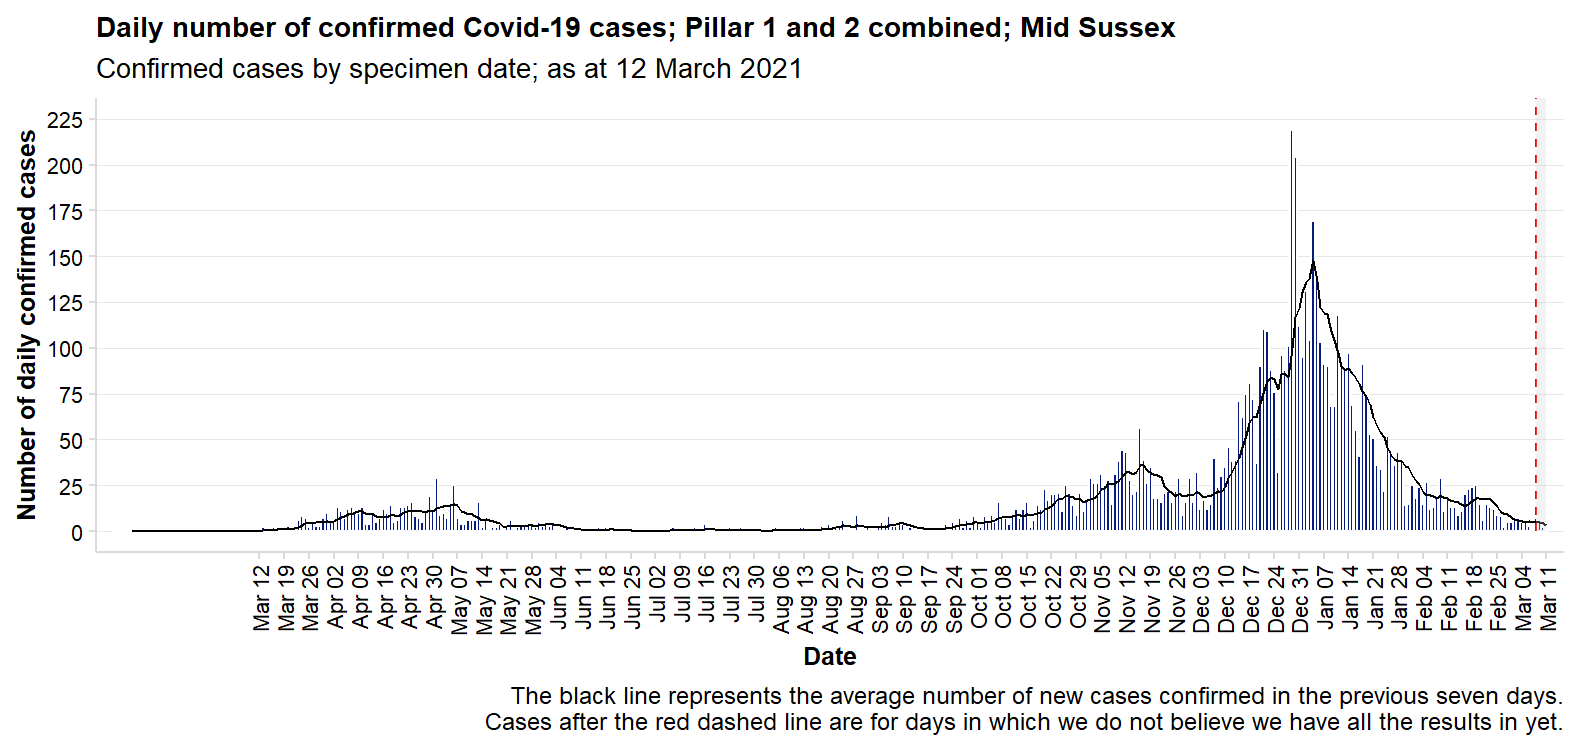 Daily number of confirmed Covid-19 cases; Pillar 1 and 2 combined; Mid Sussex
Confirmed cases by specimen date; as at 12 March 2021
Number of daily confirmed cases
225
200
175
150
125
100
75
50
25
0
Mar 12
Mar 19
Mar 26
Apr 02
Apr 09
Apr 16
Apr 23
Apr 30
May 07
May 14
May 21
May 28
Jun 04
Jun 11
Jun 18
Jun 25
Jul 02
Jul 09
Jul 16
Jul 23
Jul 30
Aug 06
Aug 13
Aug 20
Aug 27
Sep 03
Sep 10
Sep 17
Sep 24
Oct 01
Oct 08
Oct 15
Oct 22
Oct 29
Nov 05
Nov 12
Nov 19
Nov 26
Dec 03
Dec 10
Dec 17
Dec 24
Dec 31
Jan 07
Jan 14
Jan 21
Jan 28
Feb 04
Feb 11
Feb 18
Feb 25
Mar 04
Mar 11
Date
The black line represents the average number of new cases confirmed in the previous seven days.
Cases after the red dashed line are for days in which we do not believe we have all the results in yet.